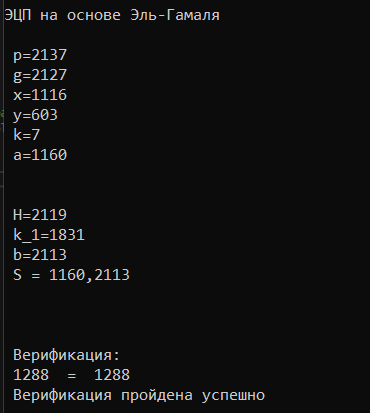 ЭЦП на основе Эль-Гамаля
p=2137
g=2127
x=1116
y=603
k=7
a=1160
H=2119
k_1=1831
b=2113
S = 1160,2113
Верификация:
1288  =  1288
Верификация пройдена успешно